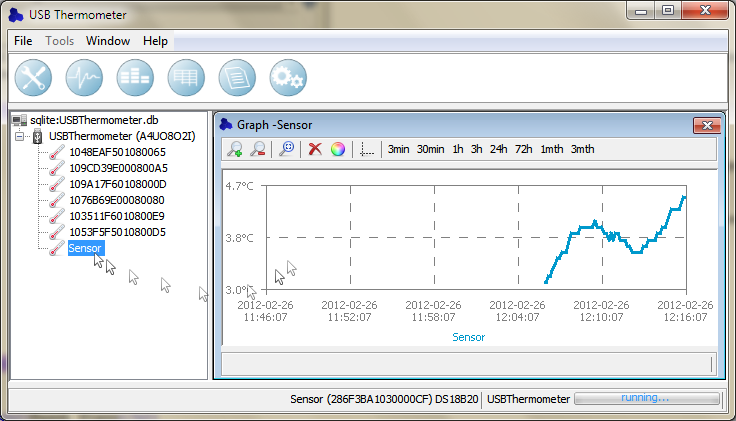 USB Thermometer
File Tools Window Help
sqlite:USBThermometer.db
USBThermometer (A4UO8O2I)
1048EAF501080065
109CD39E000800A5
109A17F60108000D
1076B69E00080080
103511F6010800E9
1053F5F5010800D5
Sensor
Graph -Sensor
3min 30min 1h 3h 24h 72h 1mth 3mth
4.7°C
3.8°C
3.0°C
2012-02-26 2012-02-26 2012-02-26 2012-02-26 2012-02-26 2012-02-26
11:46:07 11:52:07 11:58:07 12:04:07 12:10:07 12:16:07
Sensor
Sensor (286F3BA1030000CF) DS18B20 USBThermometer running...